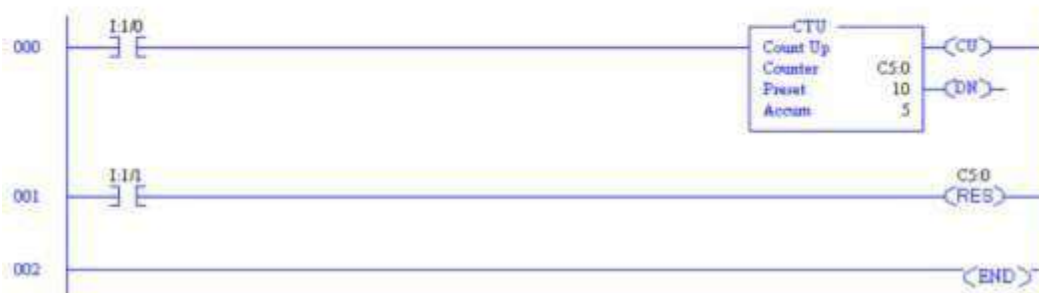 I:1/0
CTU
000
Count Up
CU
Counter C5:0
Preset 10
DN
Accum 5
I:1/1
C5:0
001
RES
002
END